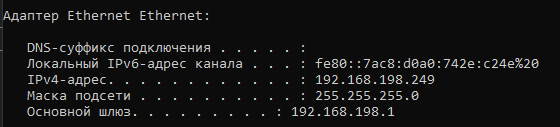 Адаптер Ethernet Ethernet:
DNS-суффикс подключения . . . . . :
Локальный IPv6-адрес канала . . . : fe80::7ac8:d0a0:742e:c24e%20
IPv4-адрес. . . . . . . . . . . . : 192.168.198.249
Маска подсети . . . . . . . . . . : 255.255.255.0
Основной шлюз. . . . . . . . . : 192.168.198.1